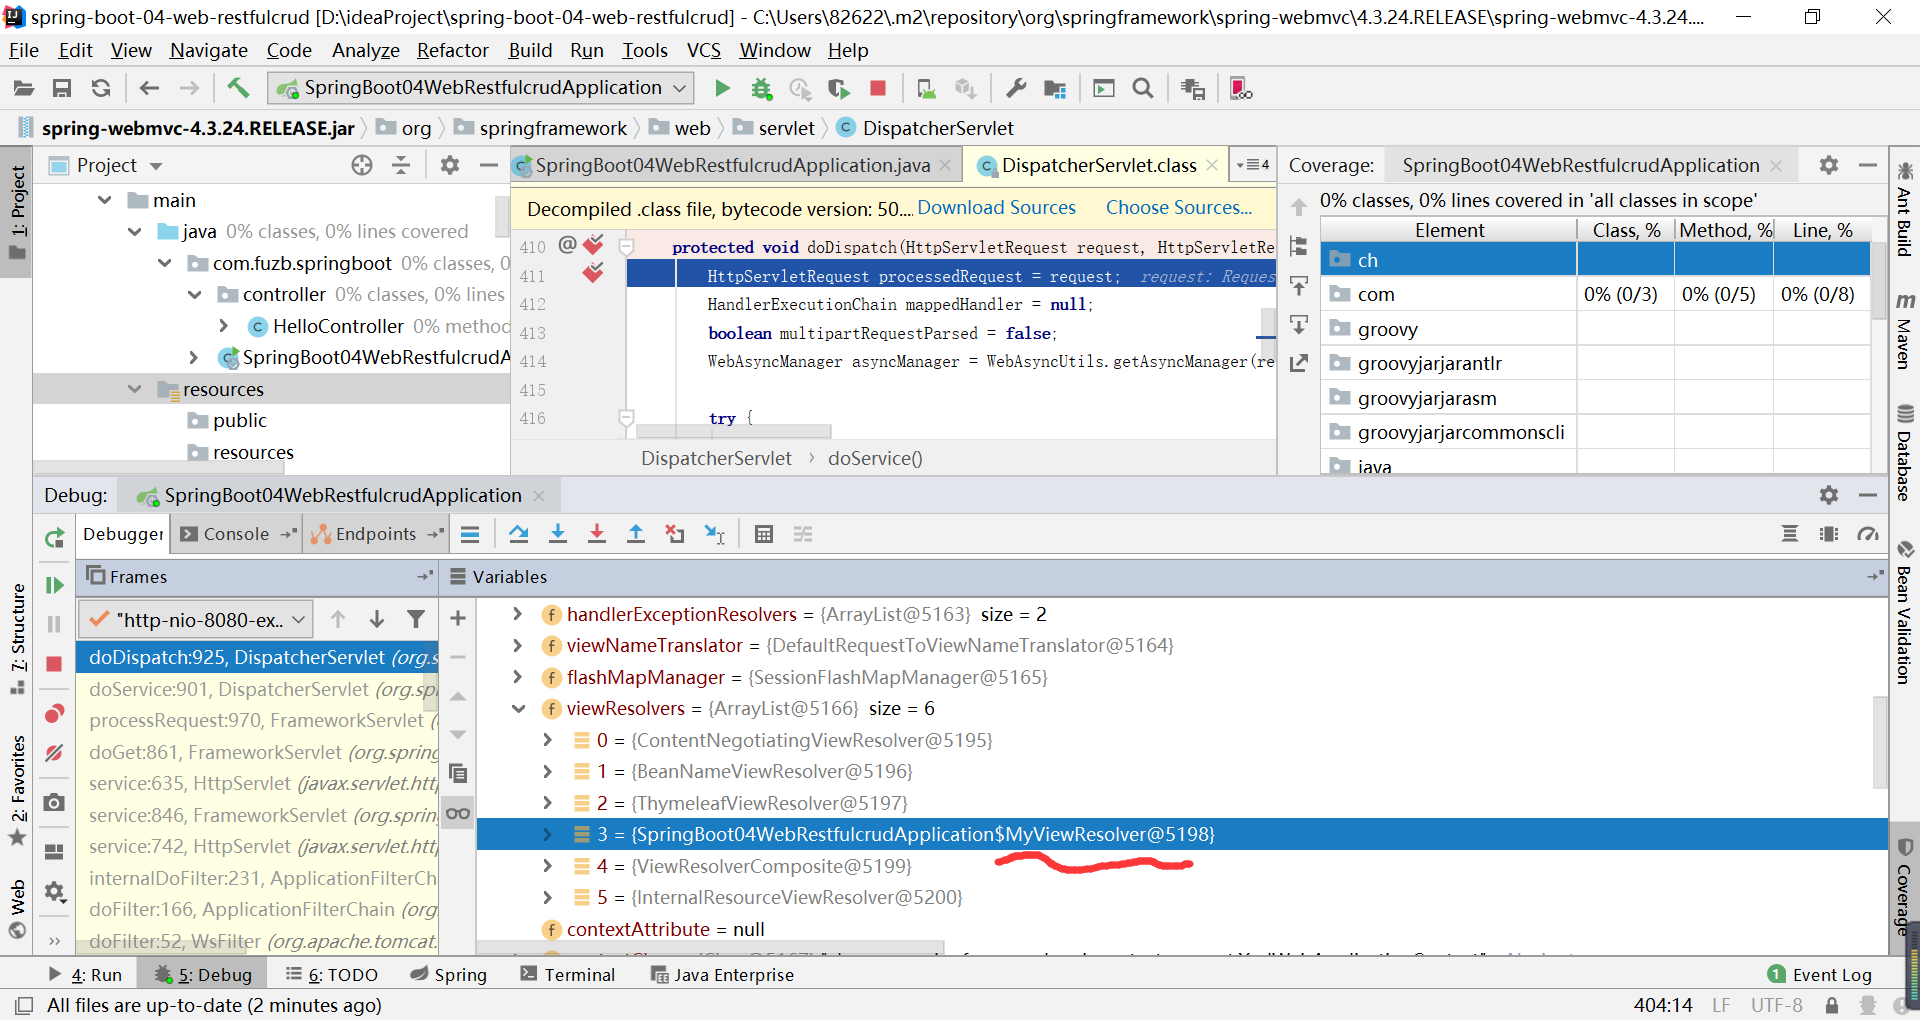 spring-boot-04-web-restfulcrud [D:\ideaProject\spring-boot-04-web-restfulcrud] - C:\Users\82622\.m2\repository\org\springframework\spring-webmvc\4.3.24.RELEASE\spring-webmvc-4.3.24....
File Edit View Navigate Code Analyze Refactor Build Run Tools VCS Window Help
SpringBoot04WebRestfulcrudApplication
spring-webmvc-4.3.24.RELEASE.jar org springframework web servlet DispatcherServlet
1: Project
7: Structure
2: Favorites
Web
Project
main
java 0% classes, 0% lines covered
com.fuzb.springboot 0% classes, 0
controller 0% classes, 0% lines
HelloController 0% metho
SpringBoot04WebRestfulcrudA
resources
public
resources
SpringBoot04WebRestfulcrudApplication.java DispatcherServlet.class 4
Decompiled .class file, bytecode version: 50.... Download Sources Choose Sources...
410 @ protected void doDispatch(HttpServletRequest request, HttpServletRe
411 HttpServletRequest processedRequest = request; request: Reques
412 HandlerExecutionChain mappedHandler = null;
413 boolean multipartRequestParsed = false;
414 WebAsyncManager asyncManager = WebAsyncUtils.getAsyncManager(re
415
416 try {
DispatcherServlet › doService()
Coverage: SpringBoot04WebRestfulcrudApplication
0% classes, 0% lines covered in 'all classes in scope'
Element Class, % Method, % Line, %
ch
com 0% (0/3) 0% (0/5) 0% (0/8)
groovy
groovyjarjarantlr
groovyjarjarasm
groovyjarjarcommonscli
java
Ant Build
Maven
Database
Bean Validation
Coverage
Debug: SpringBoot04WebRestfulcrudApplication
Debugger Console Endpoints
Frames
"http-nio-8080-ex..
doDispatch:925, DispatcherServlet (org.s
doService:901, DispatcherServlet (org.sp
processRequest:970, FrameworkServlet (
doGet:861, FrameworkServlet (org.spring
service:635, HttpServlet (javax.servlet.htt
service:846, FrameworkServlet (org.sprin
service:742, HttpServlet (javax.servlet.htt
internalDoFilter:231, ApplicationFilterCh
doFilter:166, ApplicationFilterChain (org
doFilter:52, WsFilter (org.apache.tomcat.
Variables
handlerExceptionResolvers = {ArrayList@5163} size = 2
viewNameTranslator = {DefaultRequestToViewNameTranslator@5164}
flashMapManager = {SessionFlashMapManager@5165}
viewResolvers = {ArrayList@5166} size = 6
0 = {ContentNegotiatingViewResolver@5195}
1 = {BeanNameViewResolver@5196}
2 = {ThymeleafViewResolver@5197}
3 = {SpringBoot04WebRestfulcrudApplication$MyViewResolver@5198}
4 = {ViewResolverComposite@5199}
5 = {InternalResourceViewResolver@5200}
contextAttribute = null
4: Run 5: Debug 6: TODO Spring Terminal Java Enterprise 1 Event Log
All files are up-to-date (2 minutes ago) 404:14 LF UTF-8